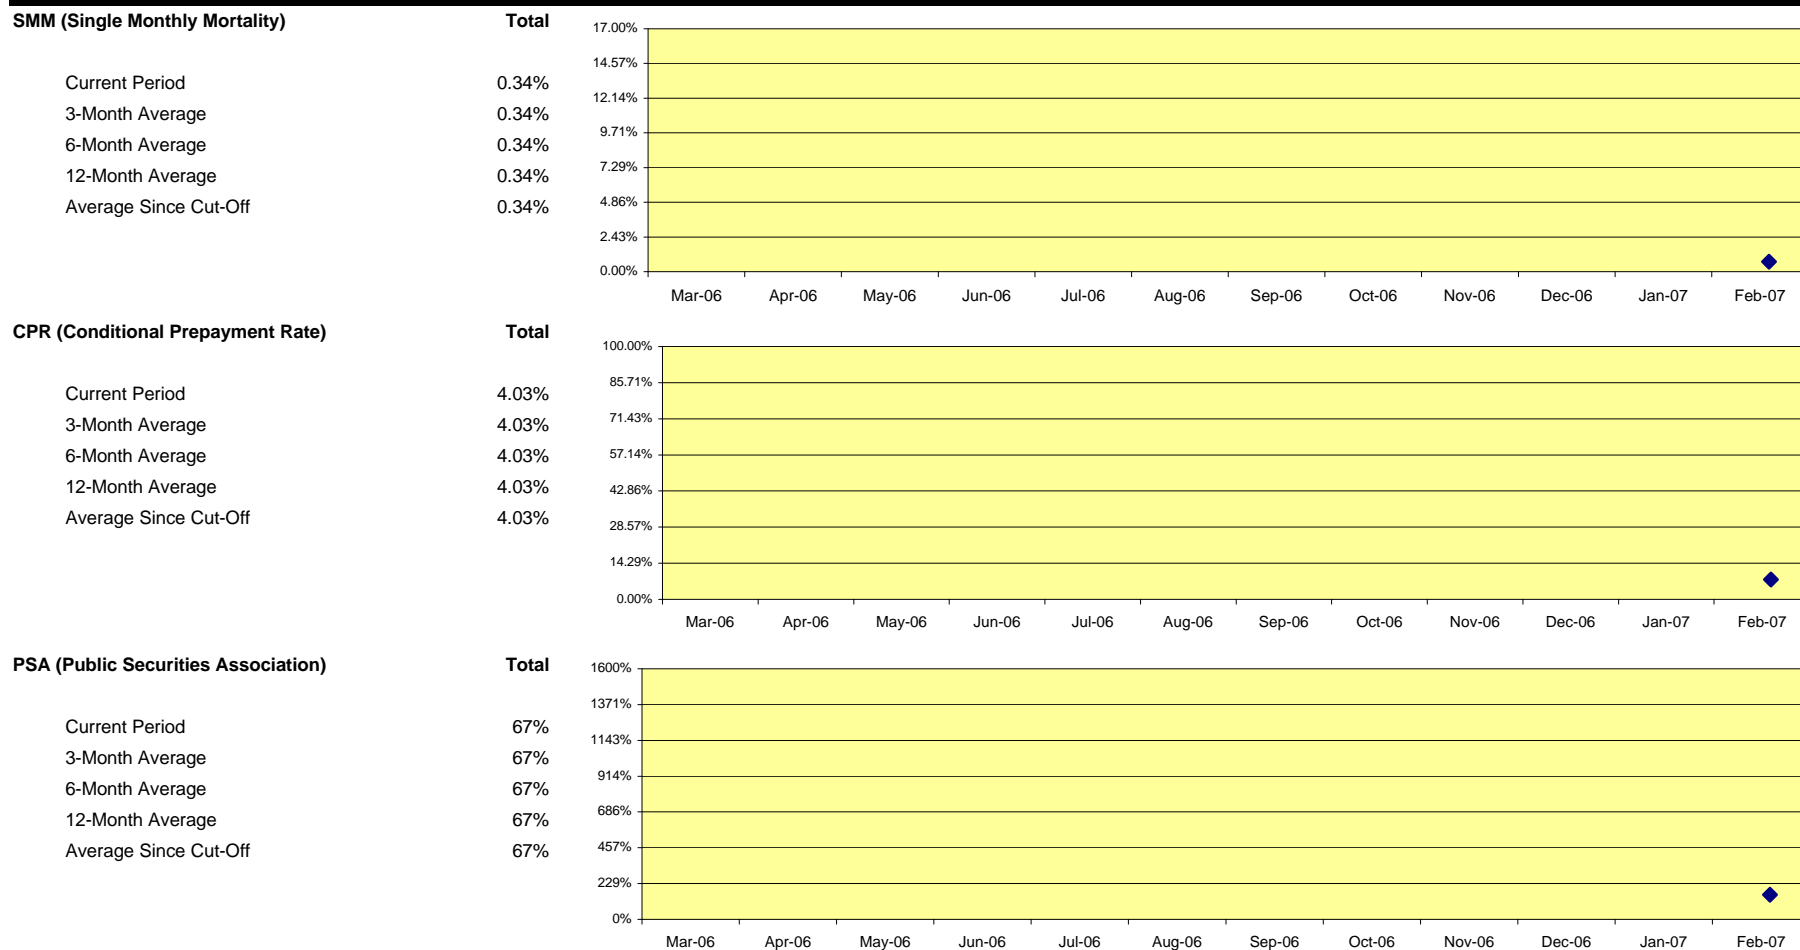 SMM (Single Monthly Mortality) Total
Current Period 0.34%
3-Month Average 0.34%
6-Month Average 0.34%
12-Month Average 0.34%
Average Since Cut-Off 0.34%
17.00%
14.57%
12.14%
9.71%
7.29%
4.86%
2.43%
0.00%
Mar-06 Apr-06 May-06 Jun-06 Jul-06 Aug-06 Sep-06 Oct-06 Nov-06 Dec-06 Jan-07 Feb-07
CPR (Conditional Prepayment Rate) Total
Current Period 4.03%
3-Month Average 4.03%
6-Month Average 4.03%
12-Month Average 4.03%
Average Since Cut-Off 4.03%
100.00%
85.71%
71.43%
57.14%
42.86%
28.57%
14.29%
0.00%
Mar-06 Apr-06 May-06 Jun-06 Jul-06 Aug-06 Sep-06 Oct-06 Nov-06 Dec-06 Jan-07 Feb-07
PSA (Public Securities Association) Total
Current Period 67%
3-Month Average 67%
6-Month Average 67%
12-Month Average 67%
Average Since Cut-Off 67%
1600%
1371%
1143%
914%
686%
457%
229%
0%
Mar-06 Apr-06 May-06 Jun-06 Jul-06 Aug-06 Sep-06 Oct-06 Nov-06 Dec-06 Jan-07 Feb-07